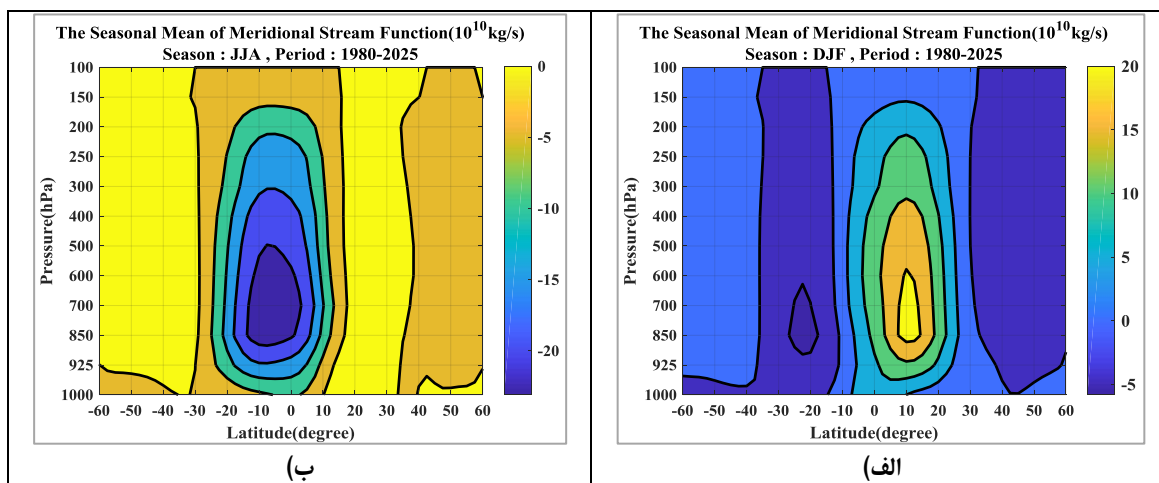 The Seasonal Mean of Meridional Stream Function(10^10kg/s)
Season : JJA , Period : 1980-2025
Pressure(hPa)
100
150
200
250
300
400
500
600
700
850
925
1000
-60 -50 -40 -30 -20 -10 0 10 20 30 40 50 60
Latitude(degree)
0
-5
-10
-15
-20
ب)
The Seasonal Mean of Meridional Stream Function(10^10kg/s)
Season : DJF , Period : 1980-2025
Pressure(hPa)
100
150
200
250
300
400
500
600
700
850
925
1000
-60 -50 -40 -30 -20 -10 0 10 20 30 40 50 60
Latitude(degree)
20
15
10
5
0
-5
الف)